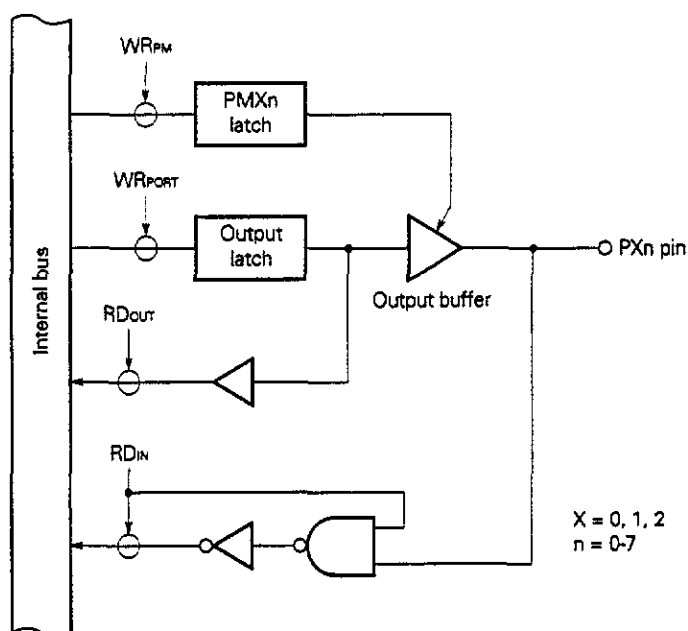 WRPM
PMXn
latch
WRPORT
Output
latch
PXn pin
Output buffer
Internal bus
RDOUT
RDIN
X = 0, 1, 2
n = 0-7